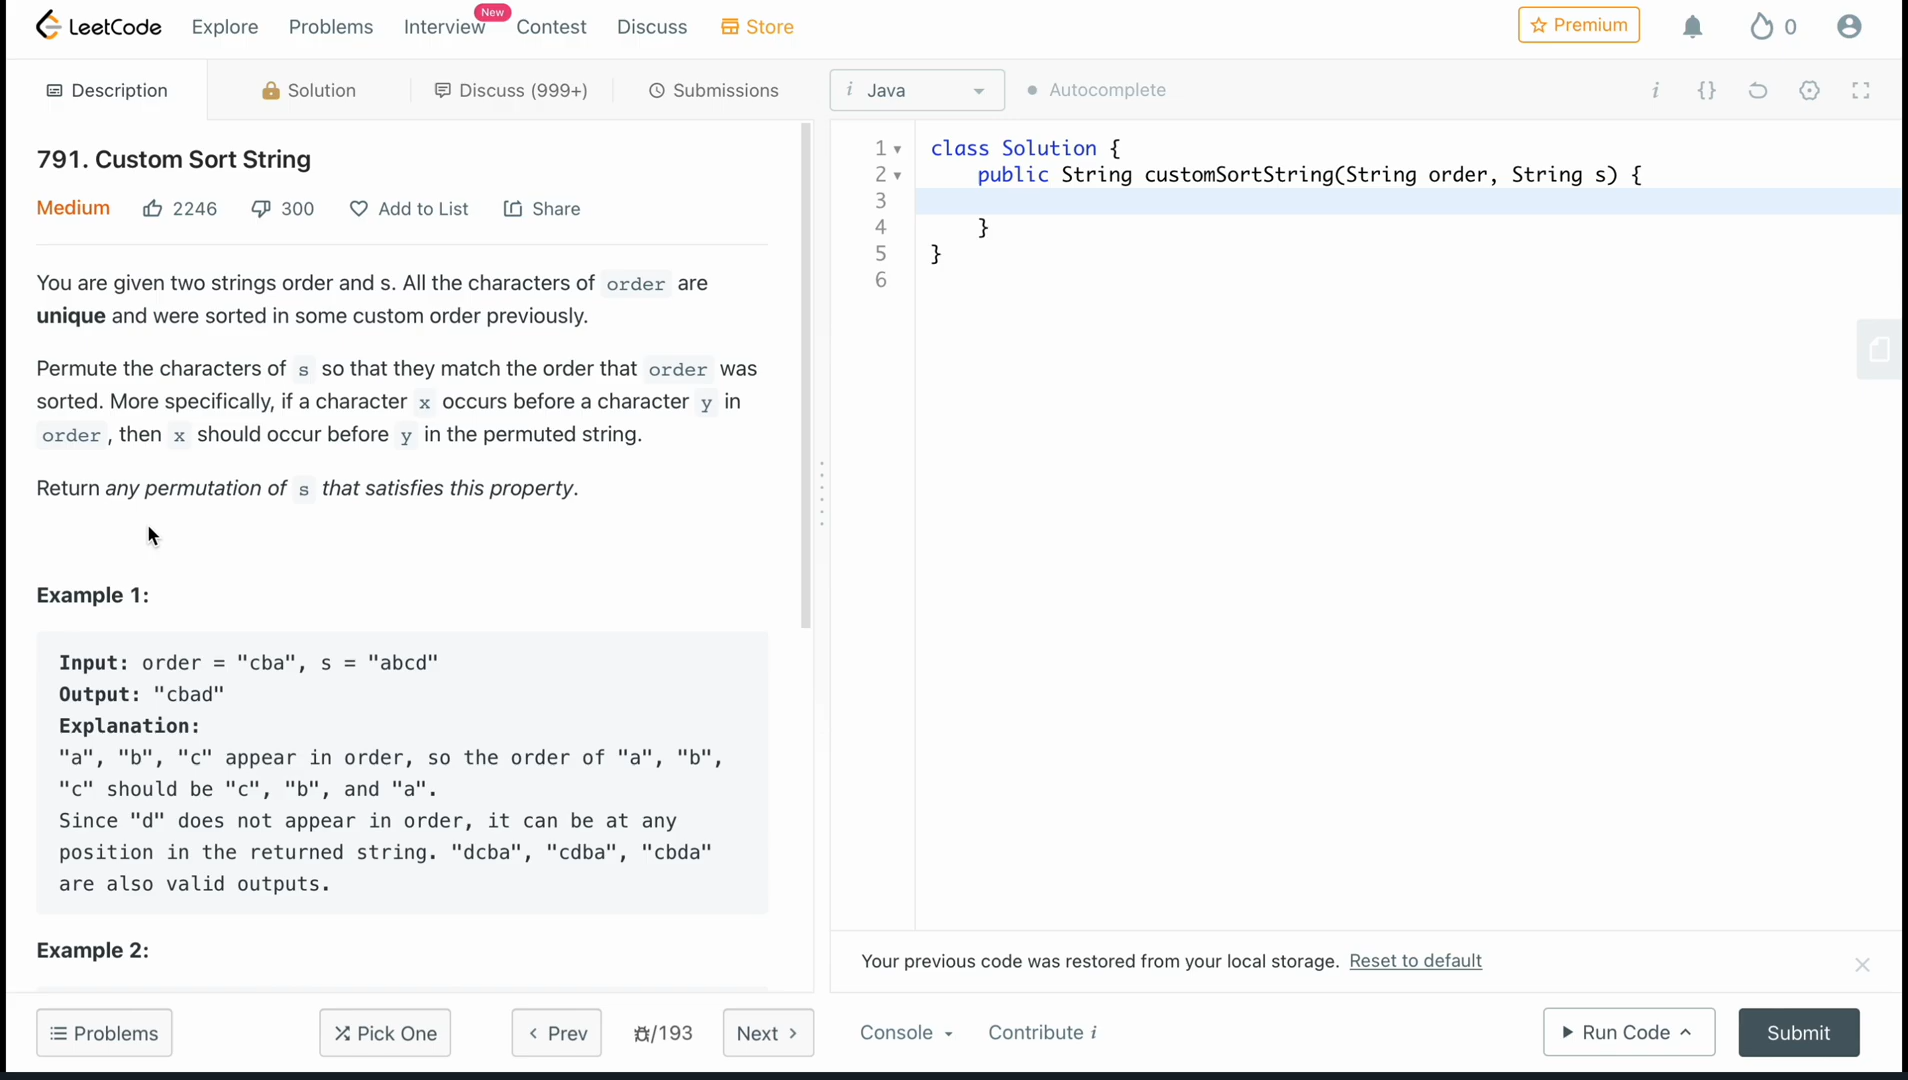 LeetCode Explore Problems Interview New Contest Discuss Store Premium 0
Description Solution Discuss (999+) Submissions i Java Autocomplete i {}
791. Custom Sort String
Medium 2246 300 Add to List Share
You are given two strings order and s. All the characters of order are
unique and were sorted in some custom order previously.
Permute the characters of s so that they match the order that order was
sorted. More specifically, if a character x occurs before a character y in
order, then x should occur before y in the permuted string.
Return any permutation of s that satisfies this property.
Example 1:
Input: order = "cba", s = "abcd"
Output: "cbad"
Explanation:
"a", "b", "c" appear in order, so the order of "a", "b",
"c" should be "c", "b", and "a".
Since "d" does not appear in order, it can be at any
position in the returned string. "dcba", "cdba", "cbda"
are also valid outputs.
Example 2:
1 class Solution {
2 public String customSortString(String order, String s) {
3
4 }
5 }
6
Your previous code was restored from your local storage. Reset to default
Problems Pick One Prev /193 Next Console Contribute i Run Code Submit